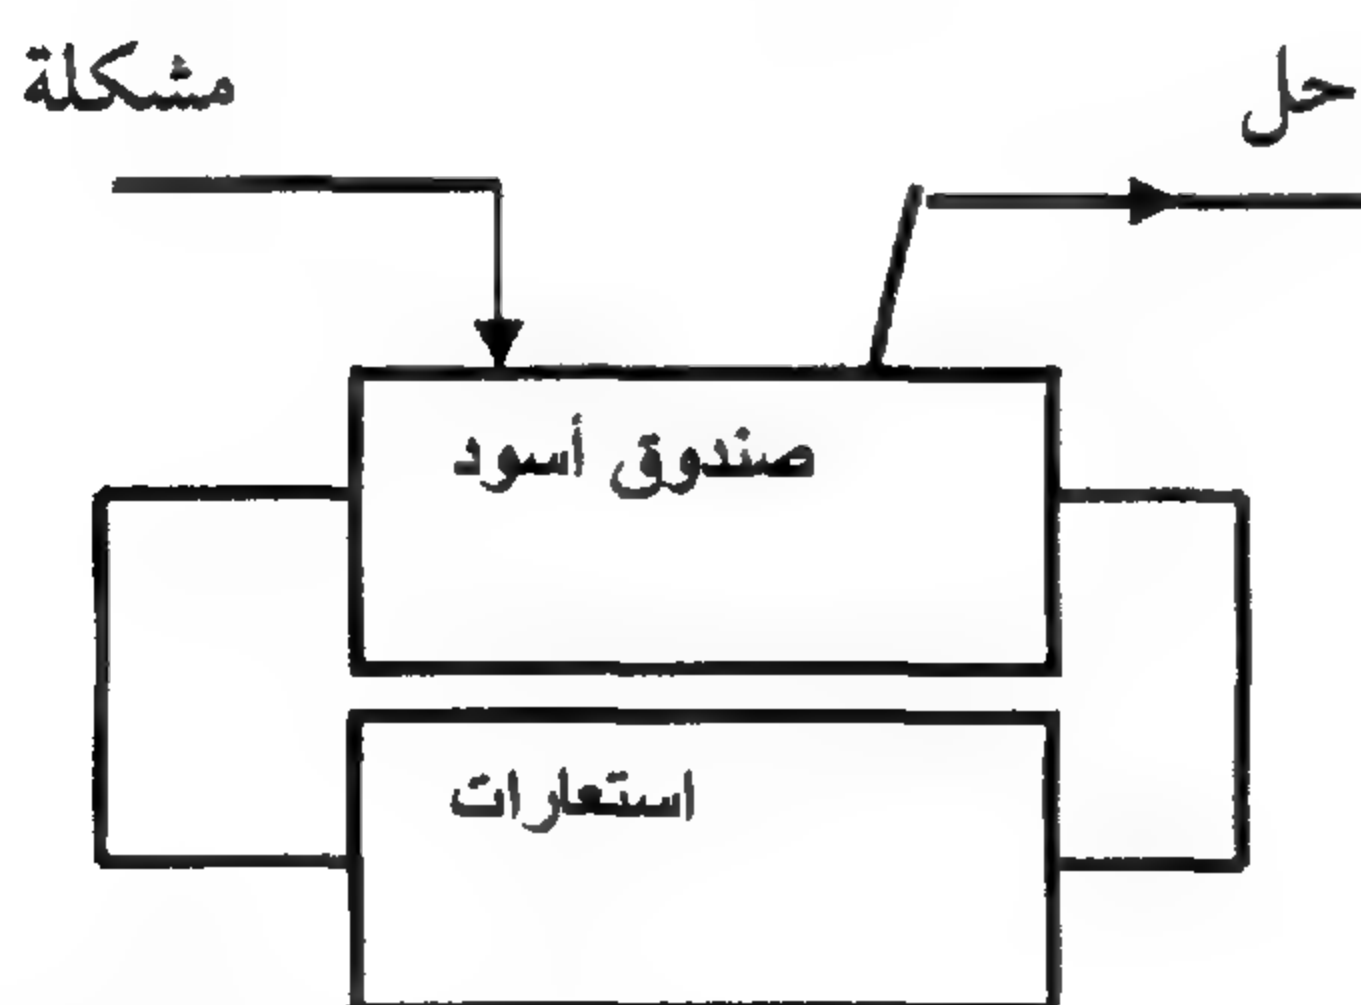 مشكلة
حل
صندوق أسود
استعارات